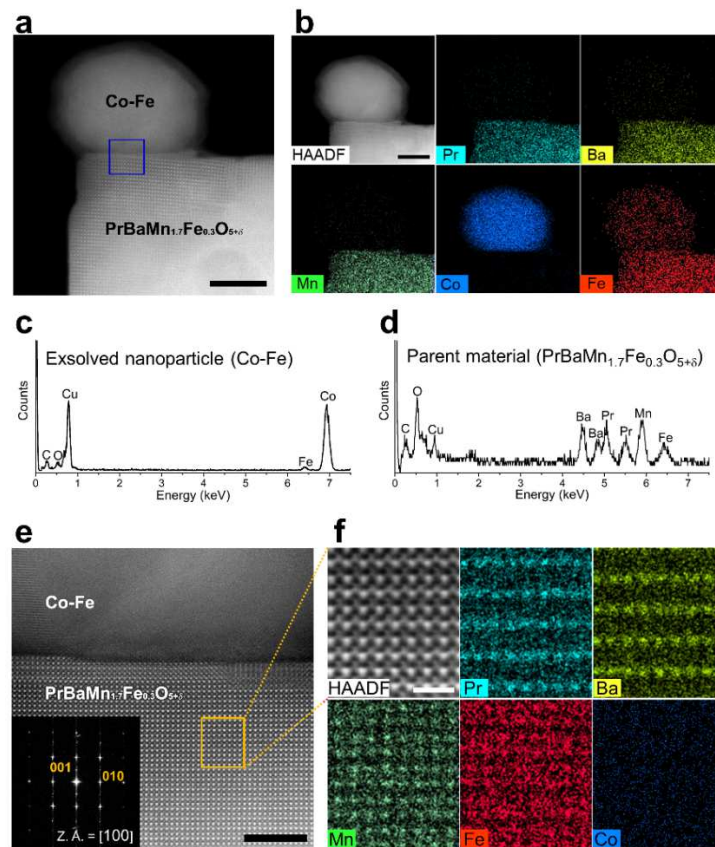 a
Co-Fe
PrBaMn1.7Fe0.3O5+δ
b
HAADF
Pr
Ba
Mn
Co
Fe
c
Exsolved nanoparticle (Co-Fe)
Counts
C
O
Cu
Fe
Co
0 1 2 3 4 5 6 7
Energy (keV)
d
Parent material (PrBaMn1.7Fe0.3O5+δ)
Counts
C
O
Cu
Ba
Ba
Pr
Pr
Mn
Fe
0 1 2 3 4 5 6 7
Energy (keV)
e
Co-Fe
PrBaMn1.7Fe0.3O5+δ
001
010
Z. A. = [100]
f
HAADF
Pr
Ba
Mn
Fe
Co